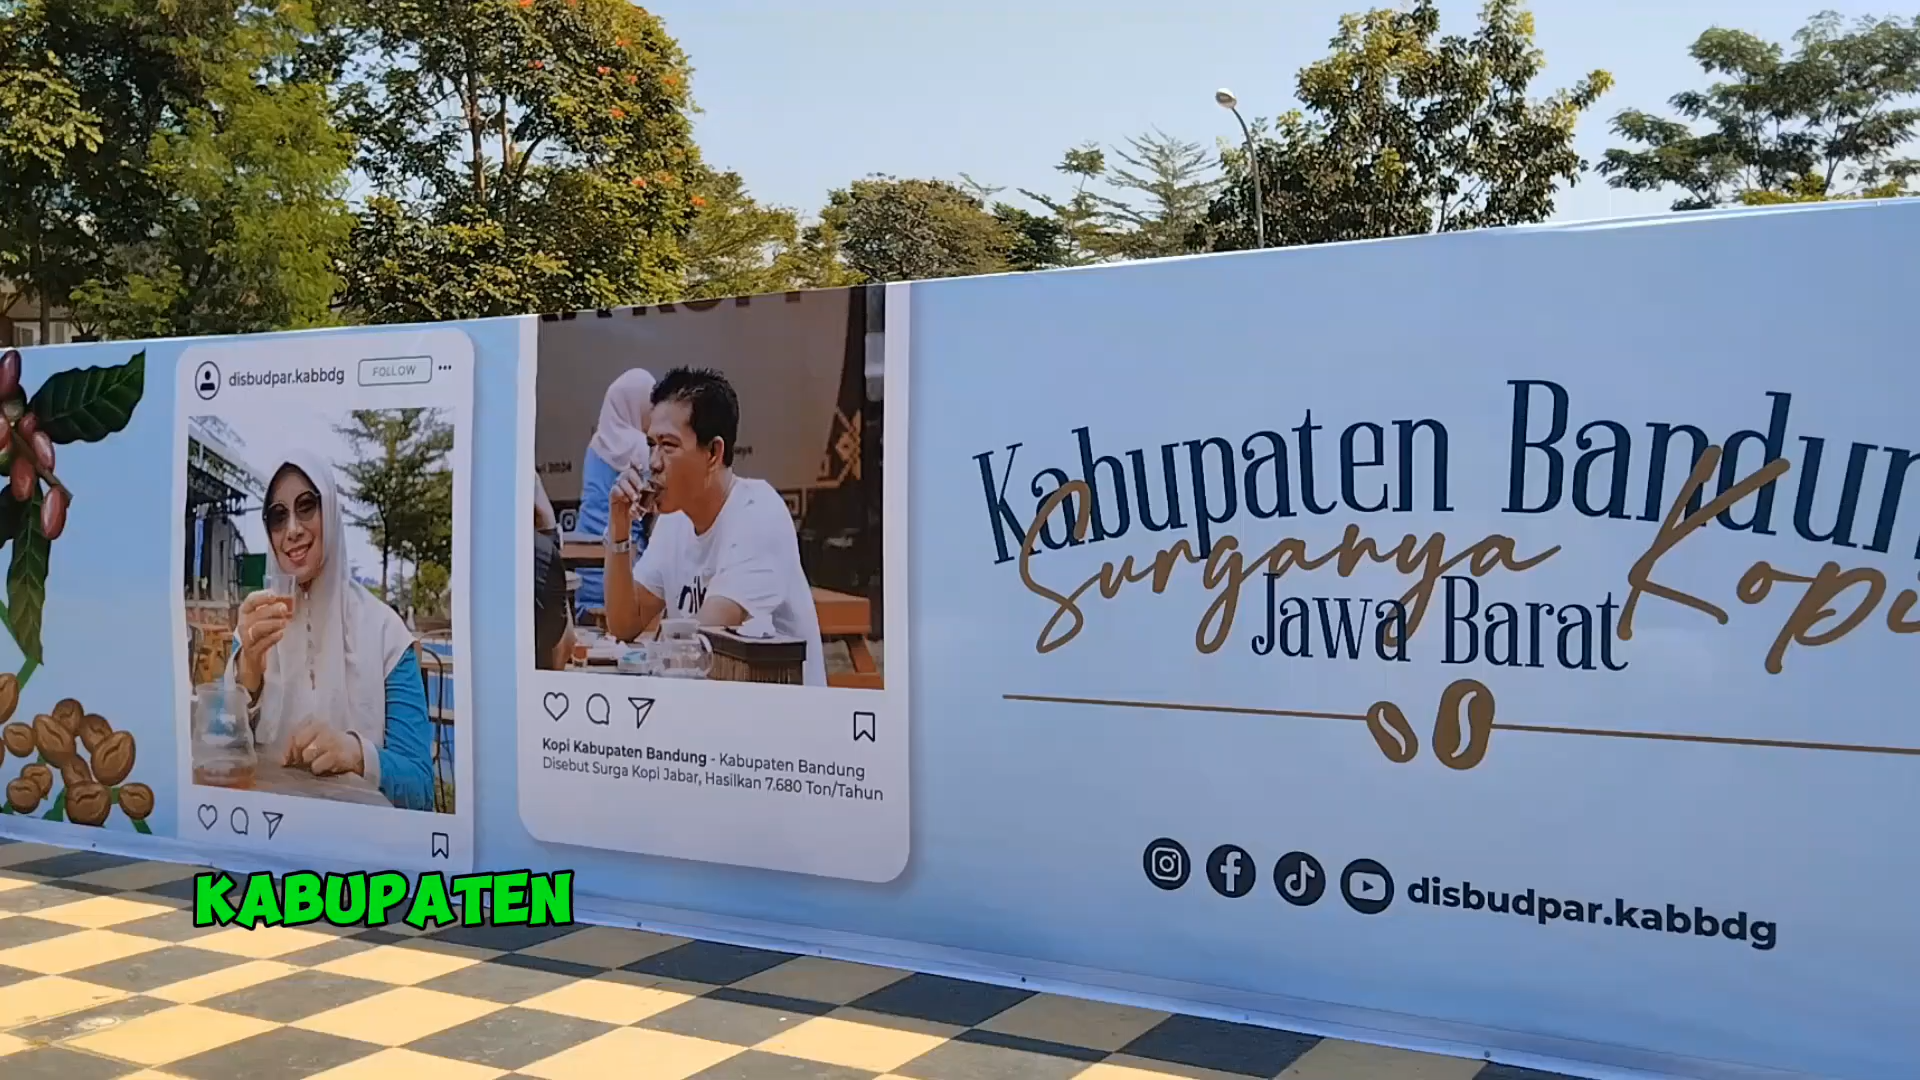 disbudpar.kabbdg
FOLLOW
Kopi Kabupaten Bandung - Kabupaten Bandung
Disebut Surga Kopi Jabar, Hasilkan 7.680 Ton/Tahun
Kabupaten Bandun
Surganya Kopi
Jawa Barat
disbudpar.kabbdg
KABUPATEN